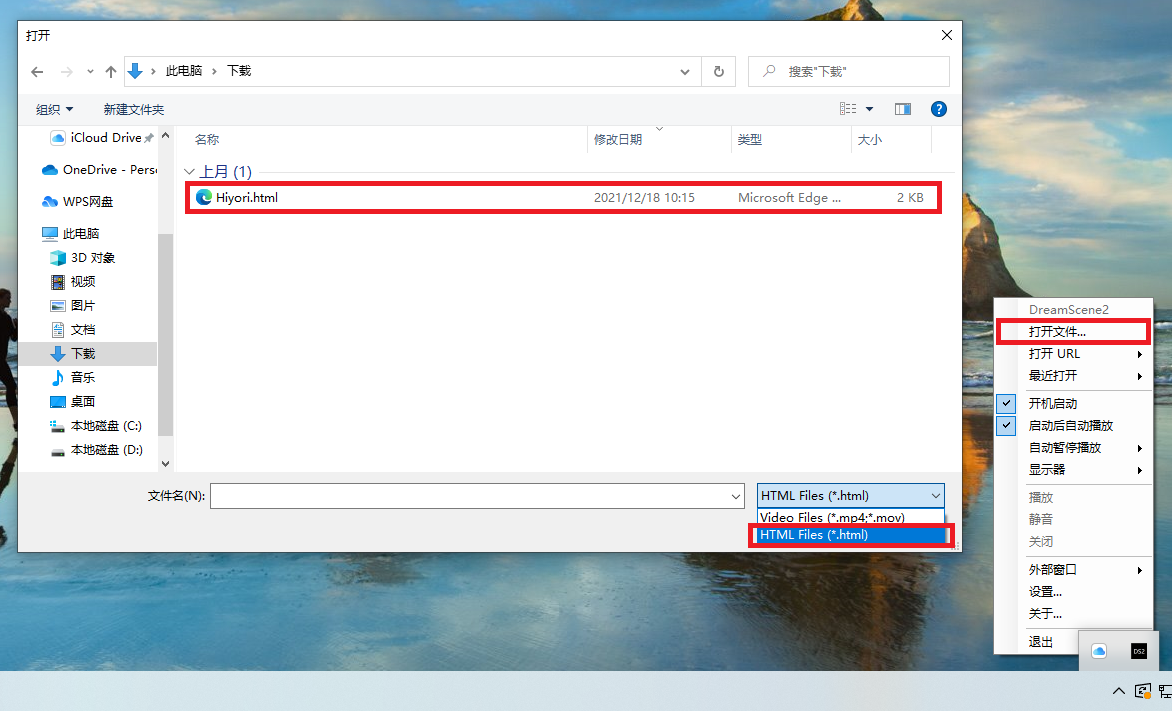 打开
此电脑 下载
搜索"下载"
组织 新建文件夹
iCloud Drive
OneDrive - Pers
WPS网盘
此电脑
3D 对象
视频
图片
文档
下载
音乐
桌面
本地磁盘 (C:)
本地磁盘 (D:)
名称 修改日期 类型 大小
上月 (1)
Hiyori.html 2021/12/18 10:15 Microsoft Edge ... 2 KB
文件名(N):
HTML Files (*.html)
Video Files (*.mp4;*.mov)
HTML Files (*.html)
DreamScene2
打开文件...
打开 URL
最近打开
开机启动
启动后自动播放
自动暂停播放
显示器
播放
静音
关闭
外部窗口
设置...
关于...
退出
DS2